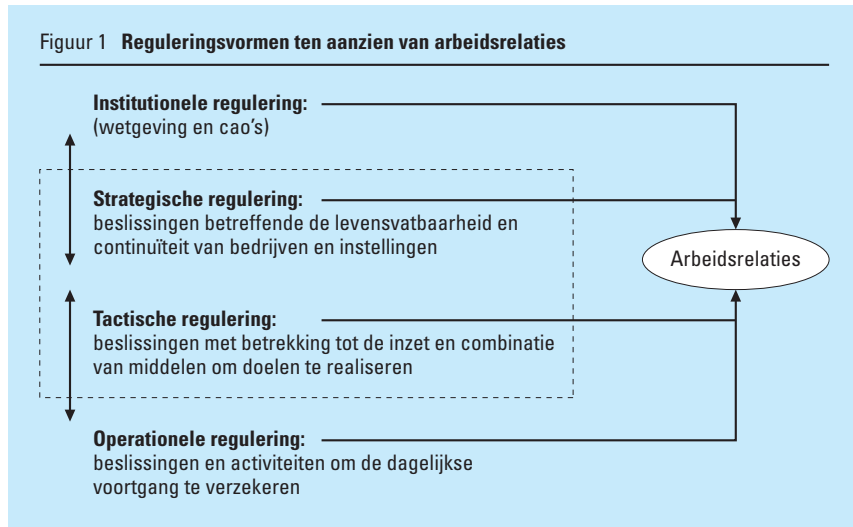 Figuur 1 Reguleringsvormen ten aanzien van arbeidsrelaties
Institutionele regulering:
(wetgeving en cao's)
Strategische regulering:
beslissingen betreffende de levensvatbaarheid en
continuïteit van bedrijven en instellingen
Arbeidsrelaties
Tactische regulering:
beslissingen met betrekking tot de inzet en combinatie
van middelen om doelen te realiseren
Operationele regulering:
beslissingen en activiteiten om de dagelijkse
voortgang te verzekeren